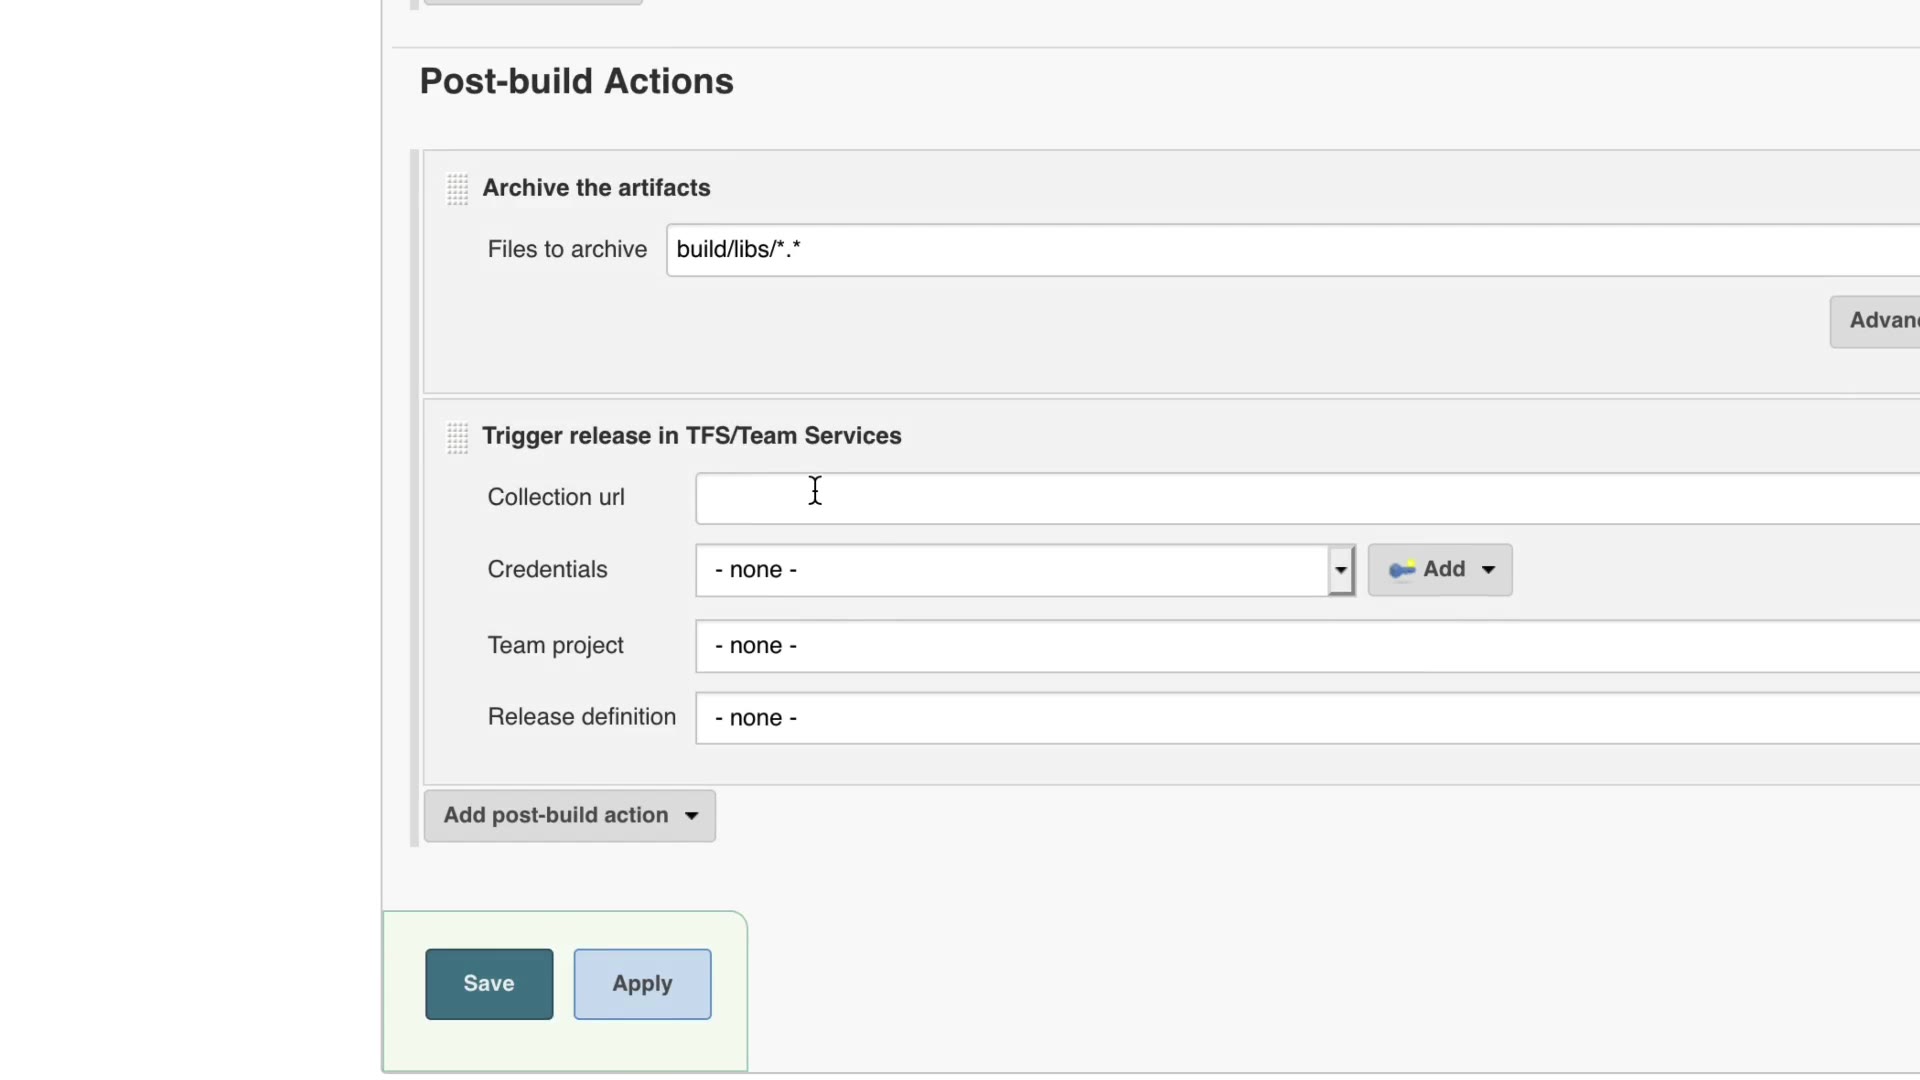 Post-build Actions
Archive the artifacts
Files to archive build/libs/*.*
Trigger release in TFS/Team Services
Collection url
Credentials - none - Add
Team project - none -
Release definition - none -
Add post-build action
Save Apply